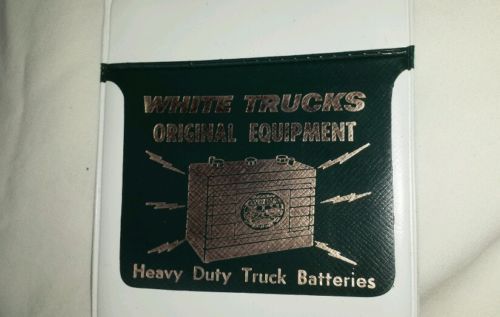 WHITE TRUCKS
ORIGINAL EQUIPMENT
Heavy Duty Truck Batteries